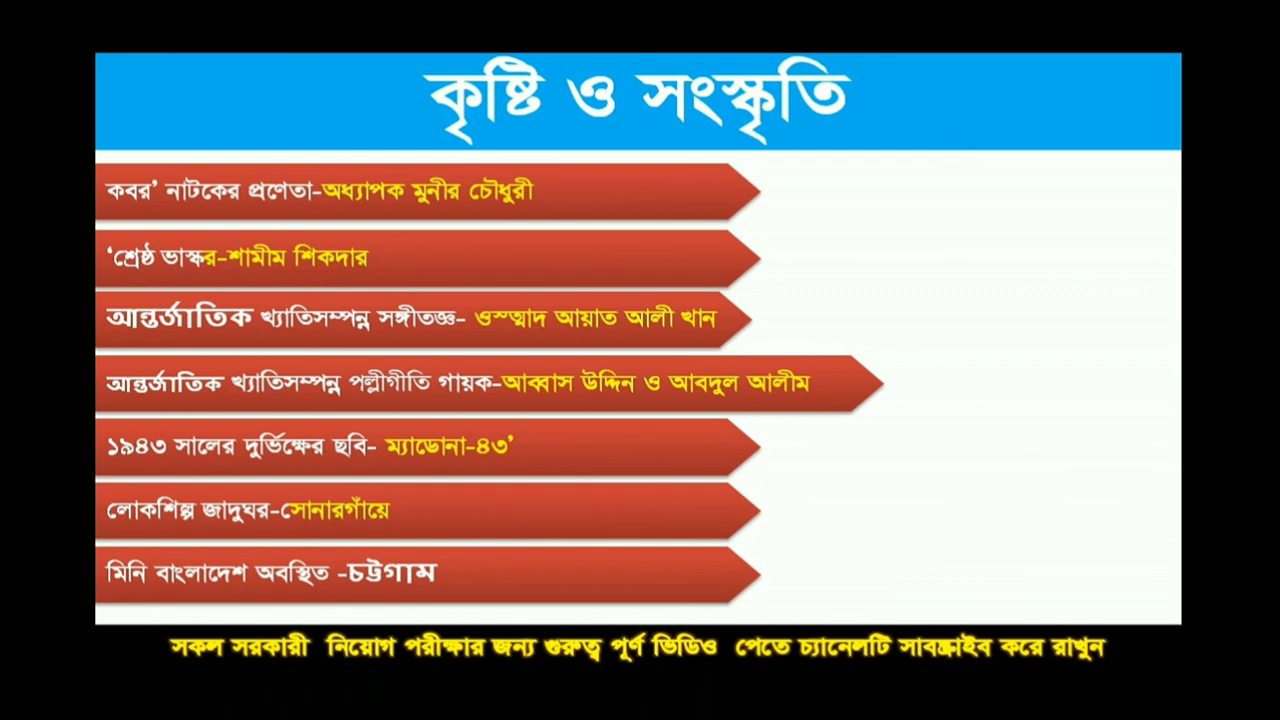 কৃষ্টি ও সংস্কৃতি
কবর’ নাটকের প্রণেতা-অধ্যাপক মুনীর চৌধুরী
‘শ্রেষ্ঠ ভাস্কর-শামীম শিকদার
আন্তর্জাতিক খ্যাতিসম্পন্ন সঙ্গীতজ্ঞ- ওস্ত্মাদ আয়াত আলী খান
আন্তর্জাতিক খ্যাতিসম্পন্ন পল্লীগীতি গায়ক-আব্বাস উদ্দিন ও আবদুল আলীম
১৯৪৩ সালের দুর্ভিক্ষের ছবি- ম্যাডোনা-৪৩’
লোকশিল্প জাদুঘর-সোনারগাঁয়ে
মিনি বাংলাদেশ অবস্থিত -চট্টগাম
সকল সরকারী নিয়োগ পরীক্ষার জন্য গুরুত্ব পূর্ণ ভিডিও পেতে চ্যানেলটি সাবস্ক্রাইব করে রাখুন